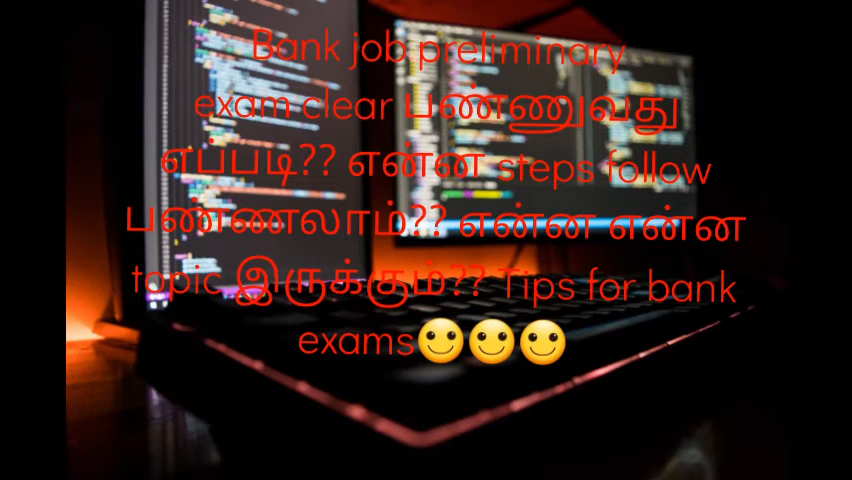 Bank job preliminary
exam clear பண்ணுவது
எப்படி?? என்ன steps follow
பண்ணலாம்?? என்ன என்ன
topic இருக்கும்?? Tips for bank
exams🙂🙂🙂